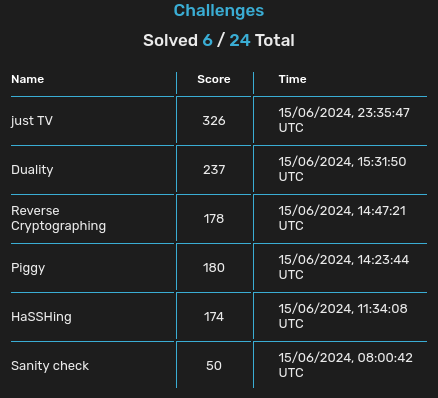 Challenges
Solved 6 / 24 Total
Name Score Time
just TV 326 15/06/2024, 23:35:47 UTC
Duality 237 15/06/2024, 15:31:50 UTC
Reverse Cryptographing 178 15/06/2024, 14:47:21 UTC
Piggy 180 15/06/2024, 14:23:44 UTC
HaSSHing 174 15/06/2024, 11:34:08 UTC
Sanity check 50 15/06/2024, 08:00:42 UTC